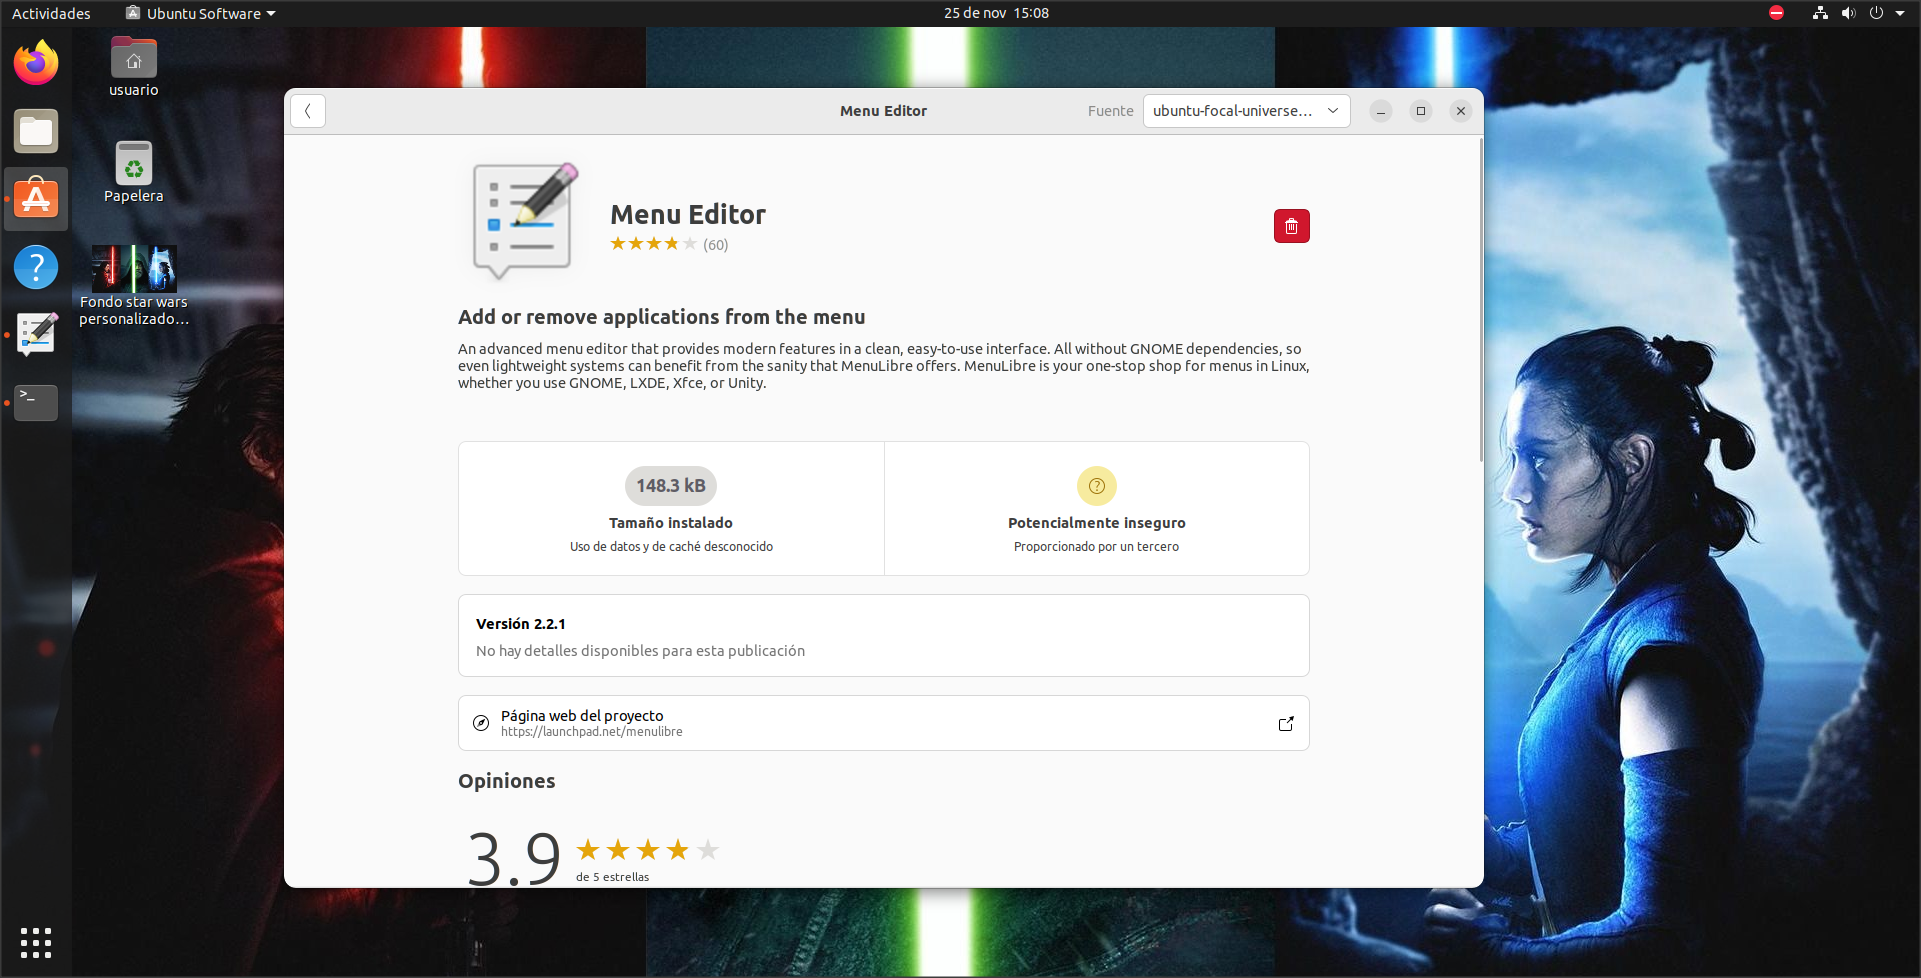 Actividades
Ubuntu Software
25 de nov 15:08
usuario
Papelera
Fondo star wars
personalizado...
Menu Editor
Fuente
ubuntu-focal-universe...
Menu Editor
(60)
Add or remove applications from the menu
An advanced menu editor that provides modern features in a clean, easy-to-use interface. All without GNOME dependencies, so
even lightweight systems can benefit from the sanity that MenuLibre offers. MenuLibre is your one-stop shop for menus in Linux,
whether you use GNOME, LXDE, Xfce, or Unity.
148.3 kB
Tamaño instalado
Uso de datos y de caché desconocido
?
Potencialmente inseguro
Proporcionado por un tercero
Versión 2.2.1
No hay detalles disponibles para esta publicación
Página web del proyecto
https://launchpad.net/menulibre
Opiniones
3.9
de 5 estrellas